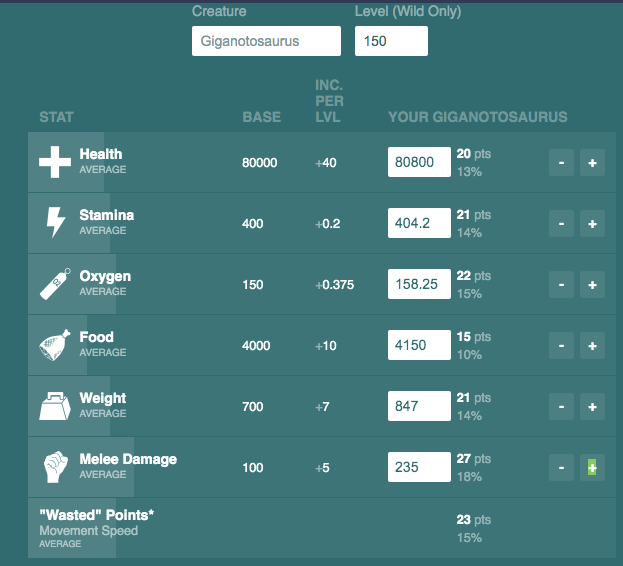 Creature Level (Wild Only)
Giganotosaurus 150
INC.
PER
STAT BASE LVL YOUR GIGANOTOSAURUS
Health 80000 +40 80800 20 pts - +
AVERAGE 13%
Stamina 400 +0.2 404.2 21 pts - +
AVERAGE 14%
Oxygen 150 +0.375 158.25 22 pts - +
AVERAGE 15%
Food 4000 +10 4150 15 pts - +
AVERAGE 10%
Weight 700 +7 847 21 pts - +
AVERAGE 14%
Melee Damage 100 +5 235 27 pts - +
AVERAGE 18%
"Wasted" Points* 23 pts
Movement Speed 15%
AVERAGE